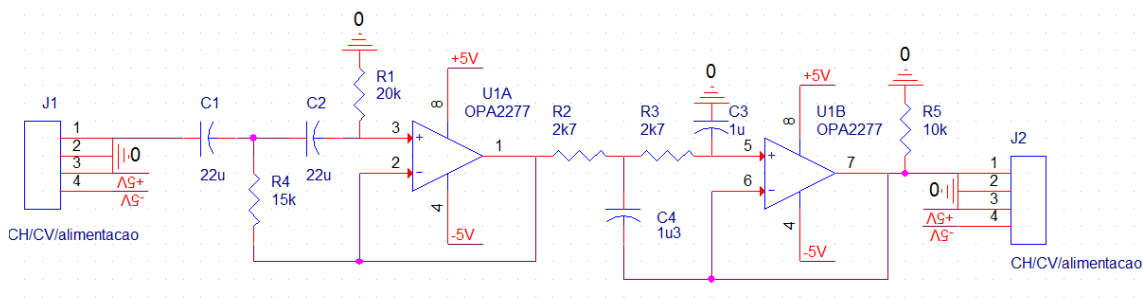 J1
1
2
3
4
0
+5V
-5V
CH/CV/alimentacao
C1
22u
R4
15k
C2
22u
0
R1
20k
3
2
+
-
8
+5V
U1A
OPA2277
1
4
-5V
R2
2k7
R3
2k7
0
C3
1u
C4
1u3
5
6
+
-
8
+5V
U1B
OPA2277
7
4
-5V
0
R5
10k
J2
1
2
3
4
0
+5V
-5V
CH/CV/alimentacao